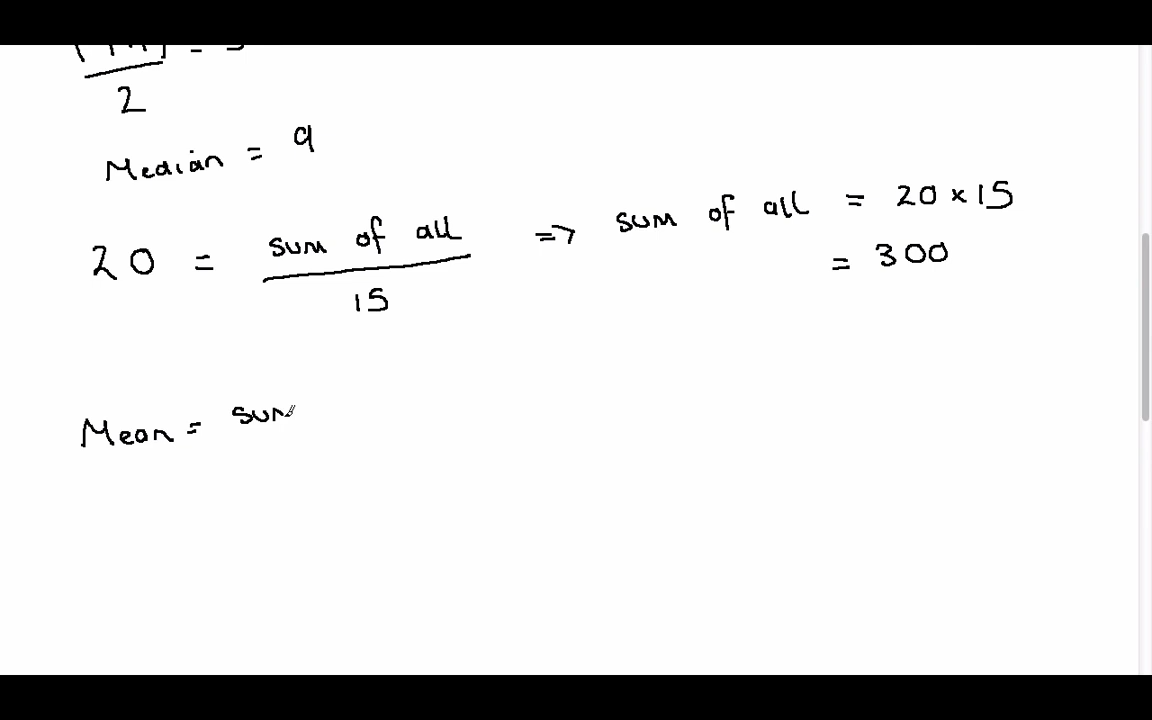 2
Median = 9
20 = sum of all / 15 => sum of all = 20 × 15
= 300
Mean = sum